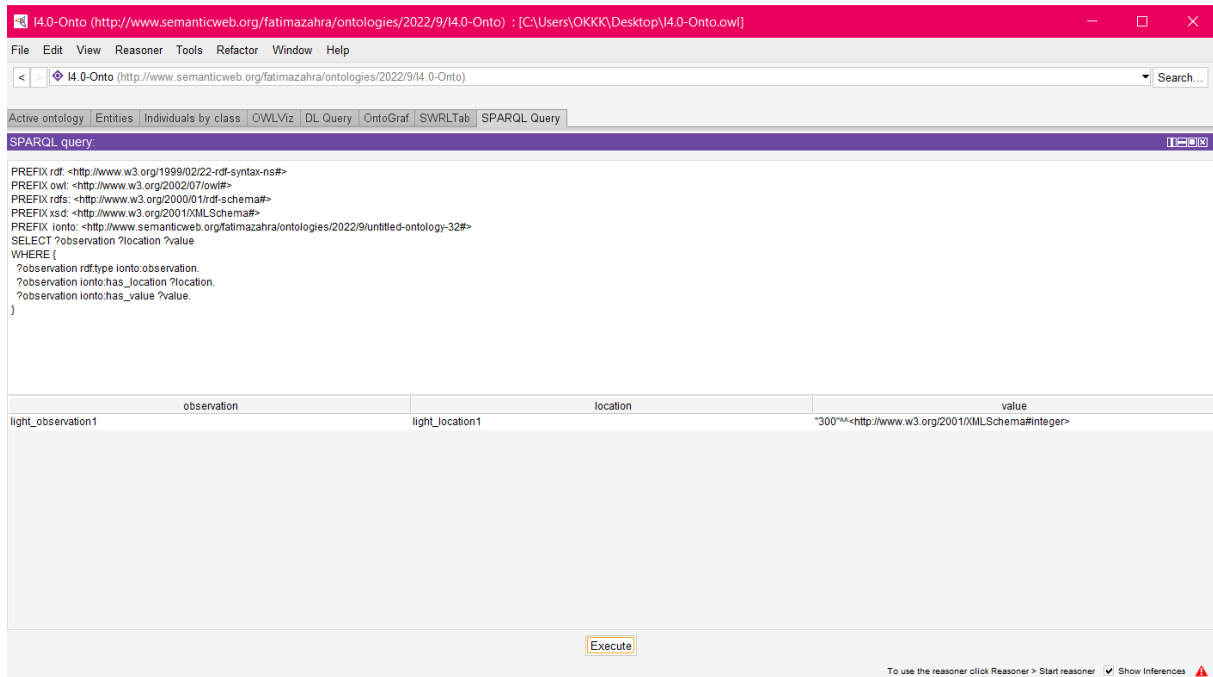 I4.0-Onto (http://www.semanticweb.org/fatimazahra/ontologies/2022/9/I4.0-Onto) : [C:\Users\OKKK\Desktop\I4.0-Onto.owl]
File Edit View Reasoner Tools Refactor Window Help
< > I4.0-Onto (http://www.semanticweb.org/fatimazahra/ontologies/2022/9/I4.0-Onto) Search...
Active ontology Entities Individuals by class OWLViz DL Query OntoGraf SWRLTab SPARQL Query
SPARQL query:
PREFIX rdf: <http://www.w3.org/1999/02/22-rdf-syntax-ns#>
PREFIX owl: <http://www.w3.org/2002/07/owl#>
PREFIX rdfs: <http://www.w3.org/2000/01/rdf-schema#>
PREFIX xsd: <http://www.w3.org/2001/XMLSchema#>
PREFIX ionto: <http://www.semanticweb.org/fatimazahra/ontologies/2022/9/untitled-ontology-32#>
SELECT ?observation ?location ?value
WHERE {
?observation rdf:type ionto:observation.
?observation ionto:has_location ?location.
?observation ionto:has_value ?value.
}
observation location value
light_observation1 light_location1 "300"^^<http://www.w3.org/2001/XMLSchema#integer>
Execute
To use the reasoner click Reasoner > Start reasoner Show Inferences